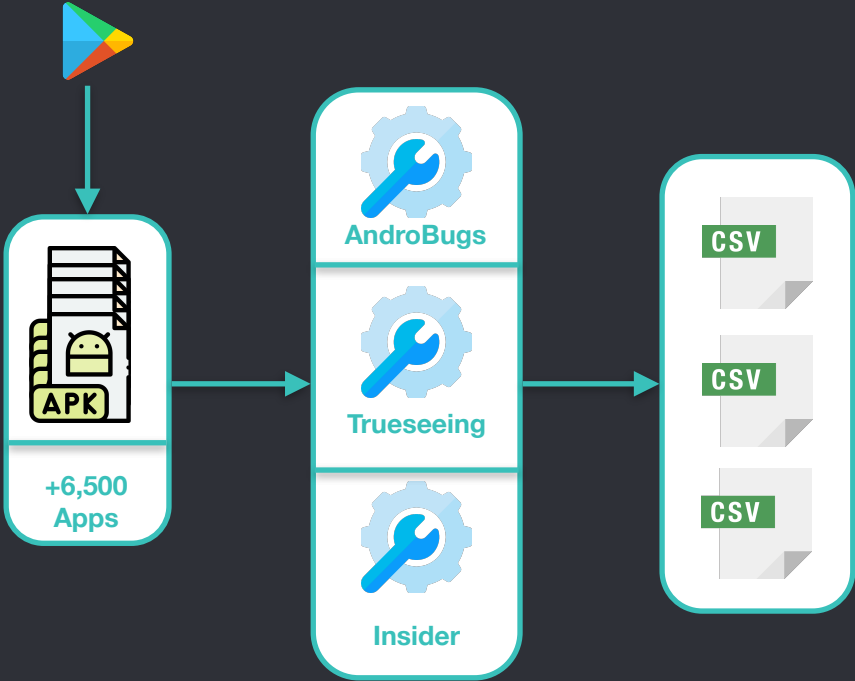 APK
+6,500
Apps
AndroBugs
Trueseeing
Insider
CSV
CSV
CSV